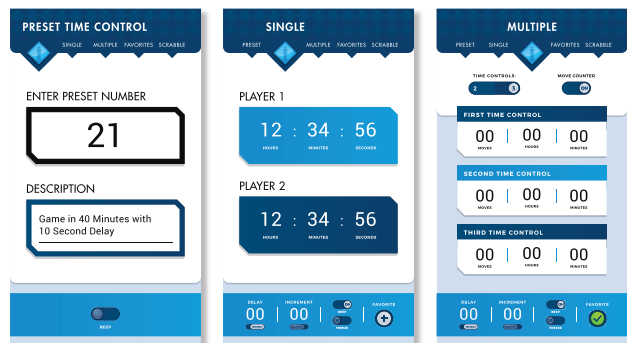 PRESET TIME CONTROL
SINGLE MULTIPLE FAVORITES SCRABBLE
ENTER PRESET NUMBER
21
DESCRIPTION
Game in 40 Minutes with
10 Second Delay
BEEP
SINGLE
PRESET MULTIPLE FAVORITES SCRABBLE
PLAYER 1
12 : 34 : 56
HOURS MINUTES SECONDS
PLAYER 2
12 : 34 : 56
HOURS MINUTES SECONDS
DELAY INCREMENT FAVORITE
00 00
ON
BEEP
MULTIPLE
PRESET SINGLE FAVORITES SCRABBLE
TIME CONTROLS MOVE COUNTER
2 3 ON
FIRST TIME CONTROL
00 00 00
MOVES HOURS MINUTES
SECOND TIME CONTROL
00 00 00
MOVES HOURS MINUTES
THIRD TIME CONTROL
00 00 00
MOVES HOURS MINUTES
DELAY INCREMENT FAVORITE
00 00
ON
BEEP